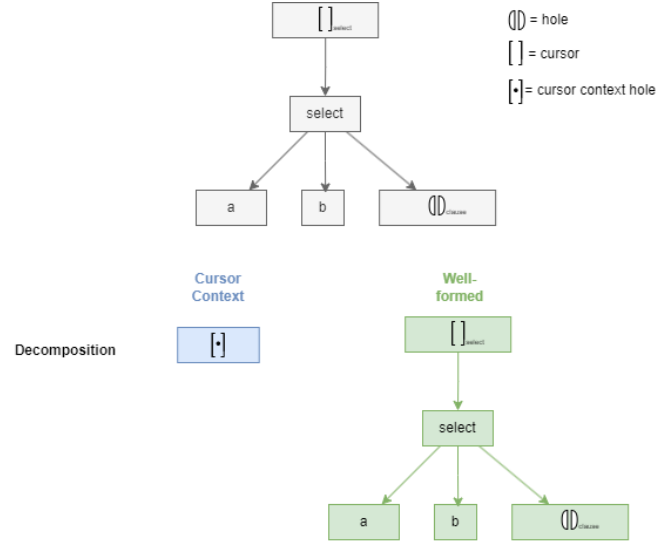 [ ]select
⦇⦈ = hole
[ ] = cursor
[•] = cursor context hole
select
a
b
⦇⦈clause
Cursor
Context
Well-
formed
Decomposition
[•]
[ ]select
select
a
b
⦇⦈clause